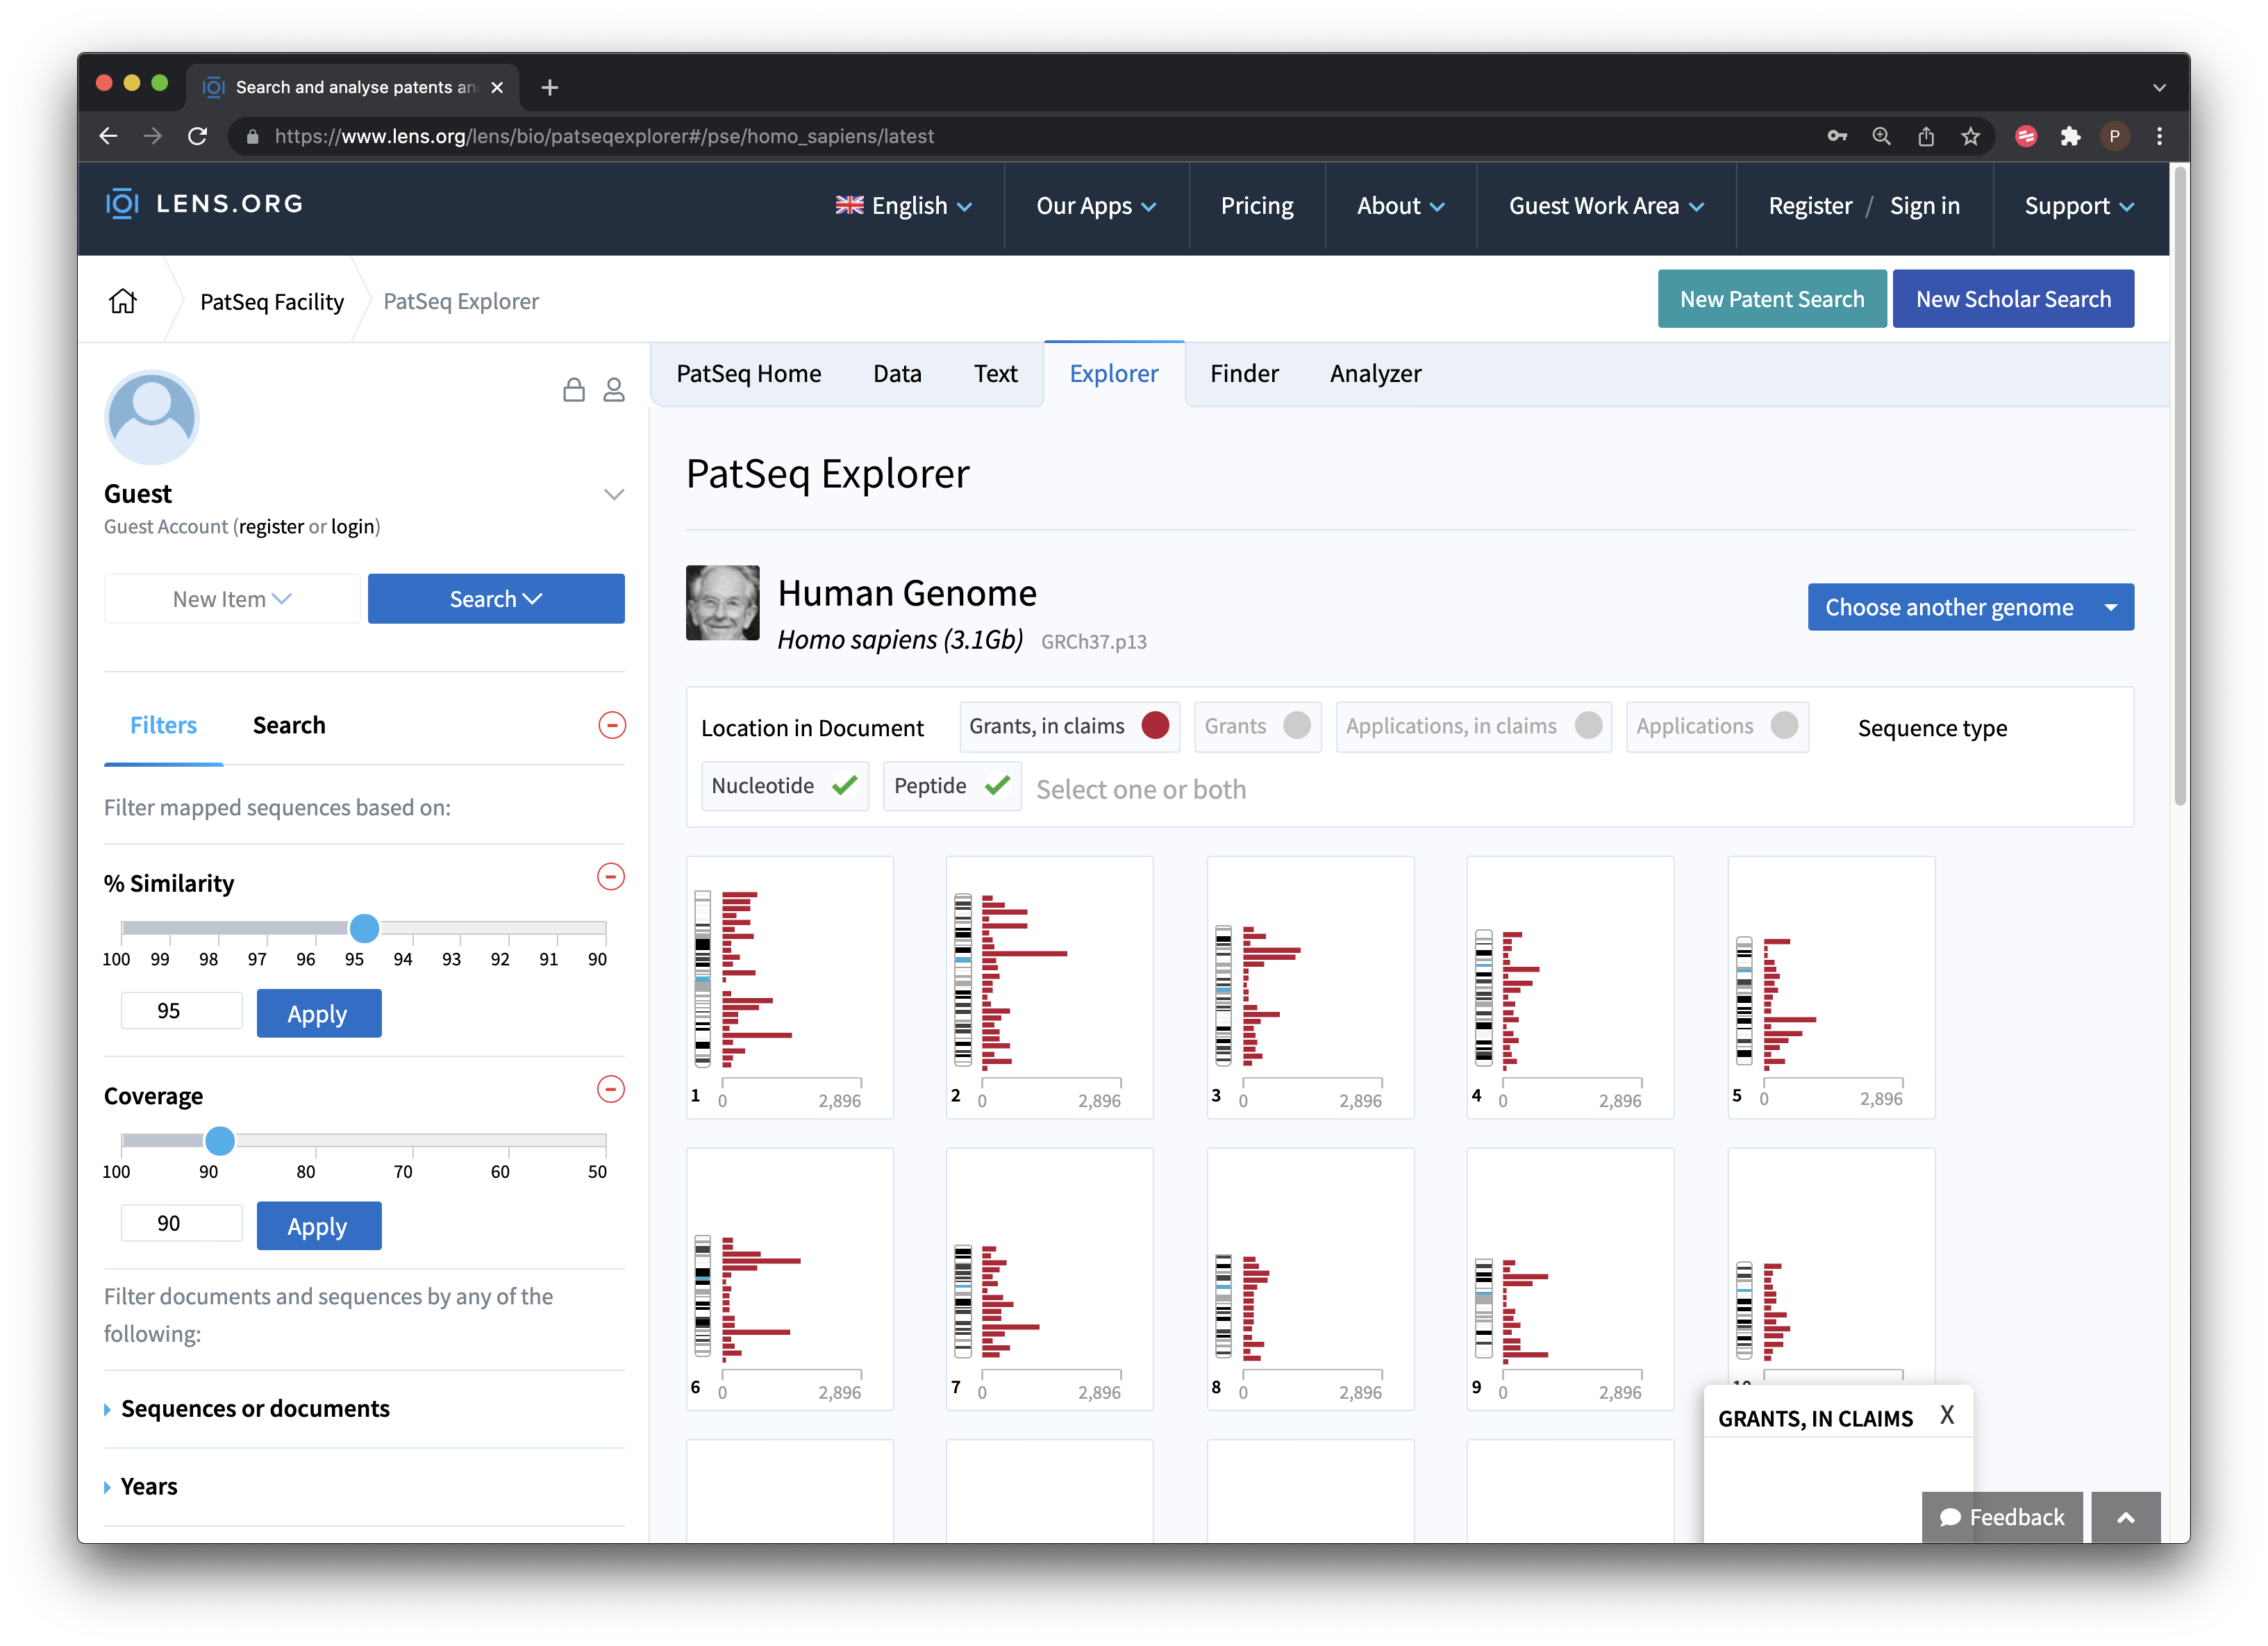 Search and analyse patents an
https://www.lens.org/lens/bio/patseqexplorer#/pse/homo_sapiens/latest
P
LENS.ORG
English
Our Apps
Pricing
About
Guest Work Area
Register / Sign in
Support
PatSeq Facility
PatSeq Explorer
New Patent Search
New Scholar Search
Guest
Guest Account (register or login)
New Item
Search
Filters
Search
Filter mapped sequences based on:
% Similarity
100 99 98 97 96 95 94 93 92 91 90
95
Apply
Coverage
100 90 80 70 60 50
90
Apply
Filter documents and sequences by any of the
following:
Sequences or documents
Years
PatSeq Home
Data
Text
Explorer
Finder
Analyzer
PatSeq Explorer
Human Genome
Homo sapiens (3.1Gb) GRCh37.p13
Choose another genome
Location in Document
Grants, in claims
Grants
Applications, in claims
Applications
Sequence type
Nucleotide
Peptide
Select one or both
1 0 2,896
2 0 2,896
3 0 2,896
4 0 2,896
5 0 2,896
6 0 2,896
7 0 2,896
8 0 2,896
9 0 2,896
GRANTS, IN CLAIMS X
Feedback